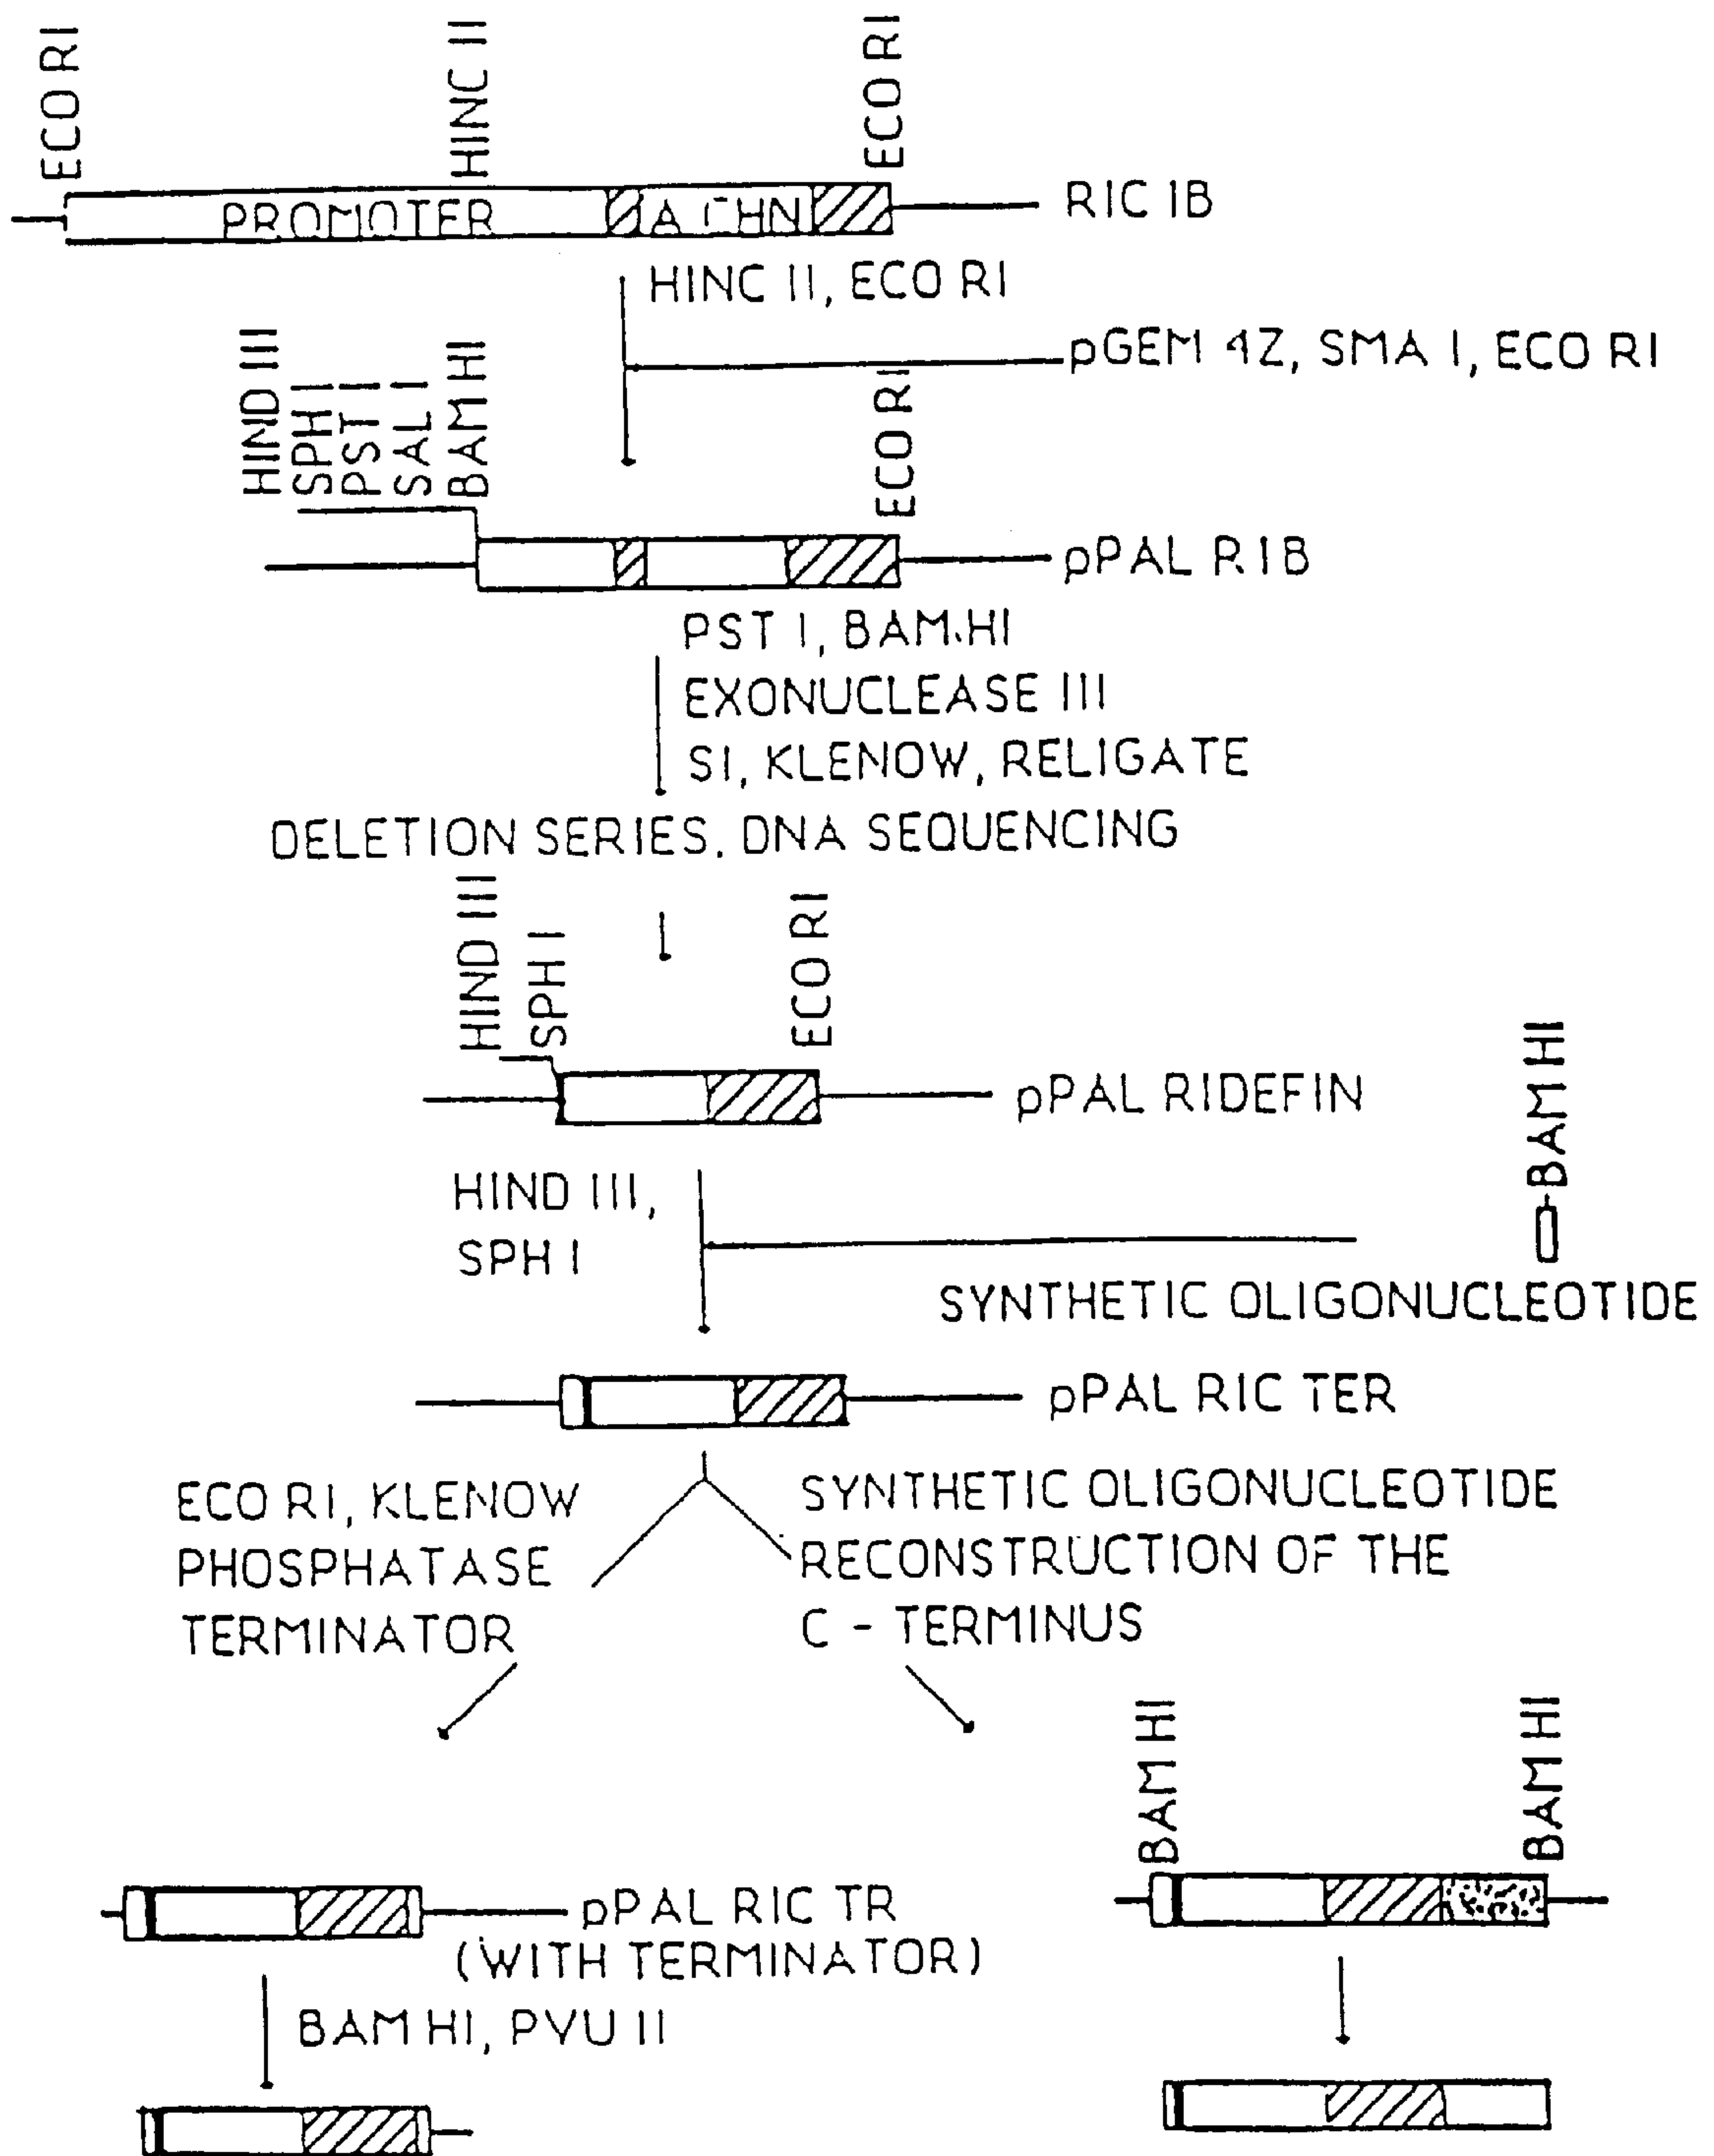 ECO RI
HINC II
ECO RI
PROMOTER
RIC 1B
HINC II, ECO RI
pGEM 4Z, SMA I, ECO RI
HIND III
SPH I
PST I
SAL I
BAM HI
ECO RI
pPAL R1B
PST I, BAM HI
EXONUCLEASE III
S1, KLENOW, RELIGATE
DELETION SERIES, DNA SEQUENCING
HIND III
SPH I
ECO RI
pPAL RIDEFIN
BAM HI
HIND III,
SPH I
SYNTHETIC OLIGONUCLEOTIDE
pPAL RIC TER
ECO RI, KLENOW
PHOSPHATASE
TERMINATOR
SYNTHETIC OLIGONUCLEOTIDE
RECONSTRUCTION OF THE
C - TERMINUS
BAM HI
BAM HI
pPAL RIC TR
(WITH TERMINATOR)
BAM HI, PVU II